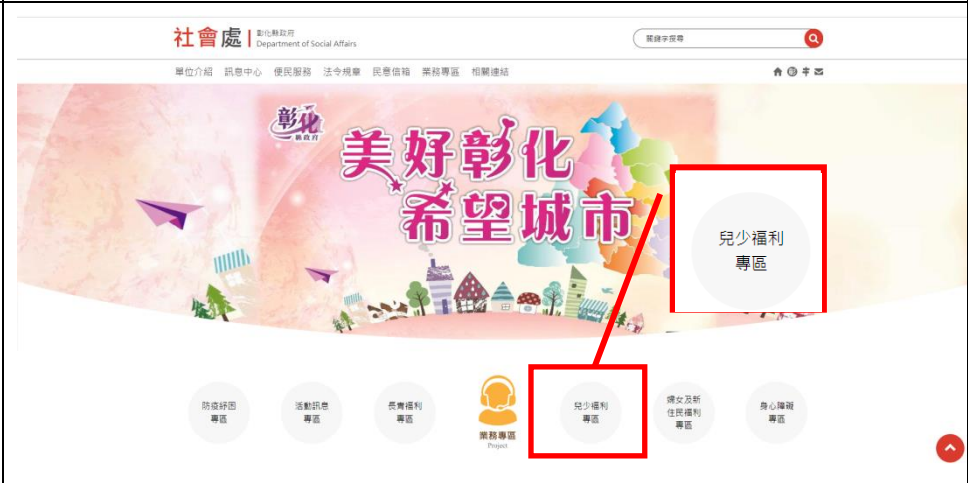 社會處
彰化縣政府
Department of Social Affairs
關鍵字搜尋
單位介紹 訊息中心 便民服務 法令規章 民意信箱 業務專區 相關連結
彰化
縣政府
美好彰化
希望城市
兒少福利
專區
防疫紓困
專區
活動訊息
專區
長青福利
專區
業務專區
Project
兒少福利
專區
婦女及新
住民福利
專區
身心障礙
專區